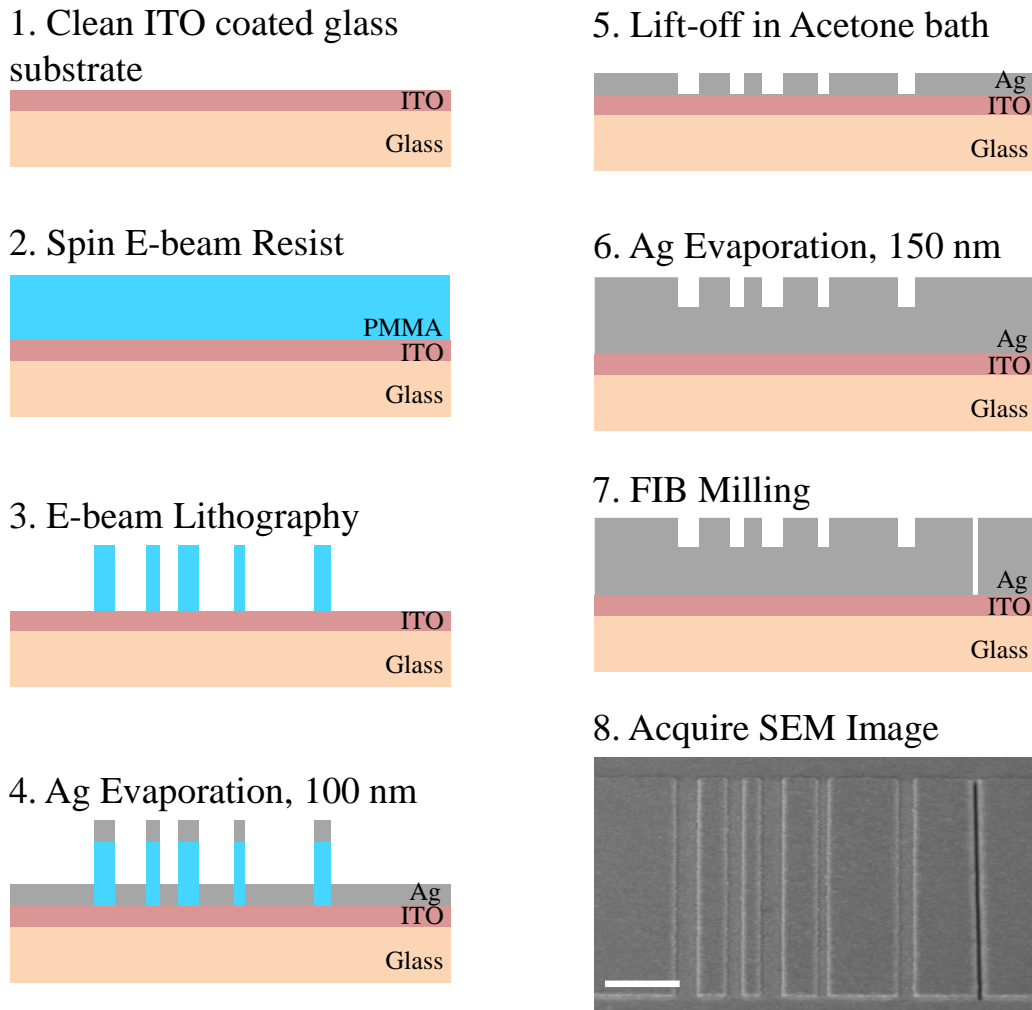 1. Clean ITO coated glass
substrate
ITO
Glass
2. Spin E-beam Resist
PMMA
ITO
Glass
3. E-beam Lithography
ITO
Glass
4. Ag Evaporation, 100 nm
Ag
ITO
Glass
5. Lift-off in Acetone bath
Ag
ITO
Glass
6. Ag Evaporation, 150 nm
Ag
ITO
Glass
7. FIB Milling
Ag
ITO
Glass
8. Acquire SEM Image